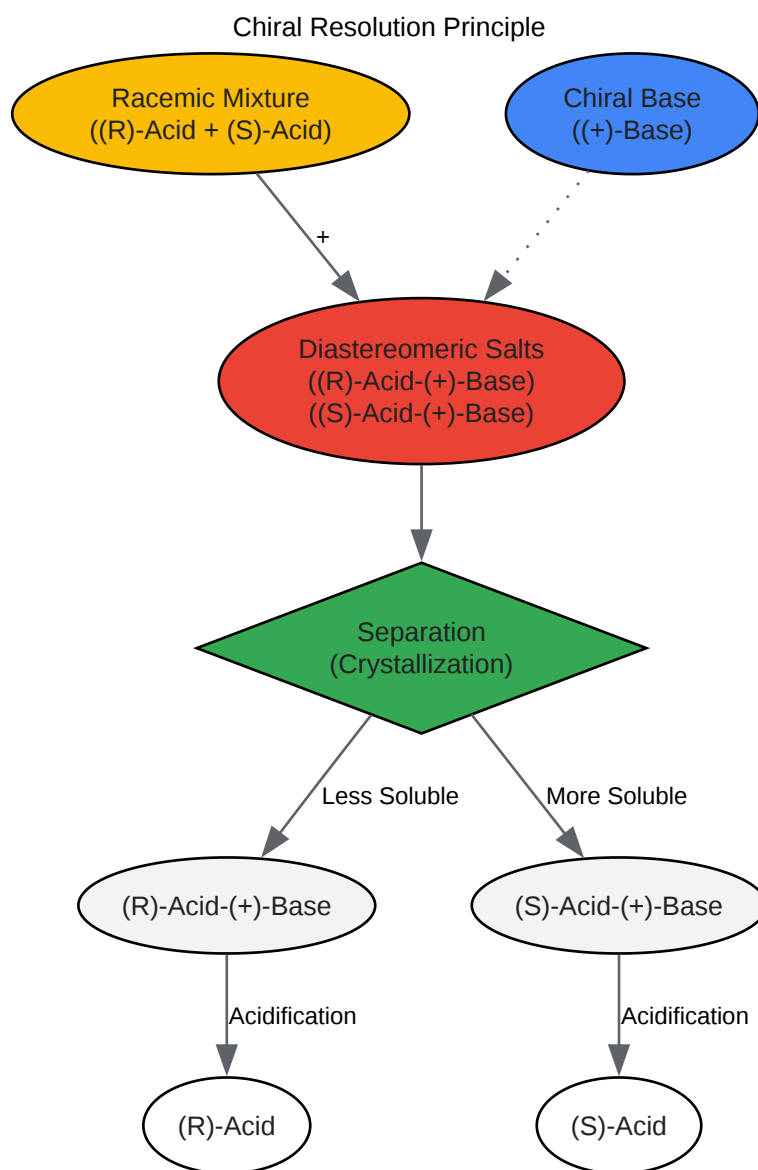 Chiral Resolution Principle
Racemic Mixture
((R)-Acid + (S)-Acid)
Chiral Base
((+)-Base)
+
Diastereomeric Salts
((R)-Acid-(+)-Base)
((S)-Acid-(+)-Base)
Separation
(Crystallization)
Less Soluble
More Soluble
(R)-Acid-(+)-Base
(S)-Acid-(+)-Base
Acidification
Acidification
(R)-Acid
(S)-Acid